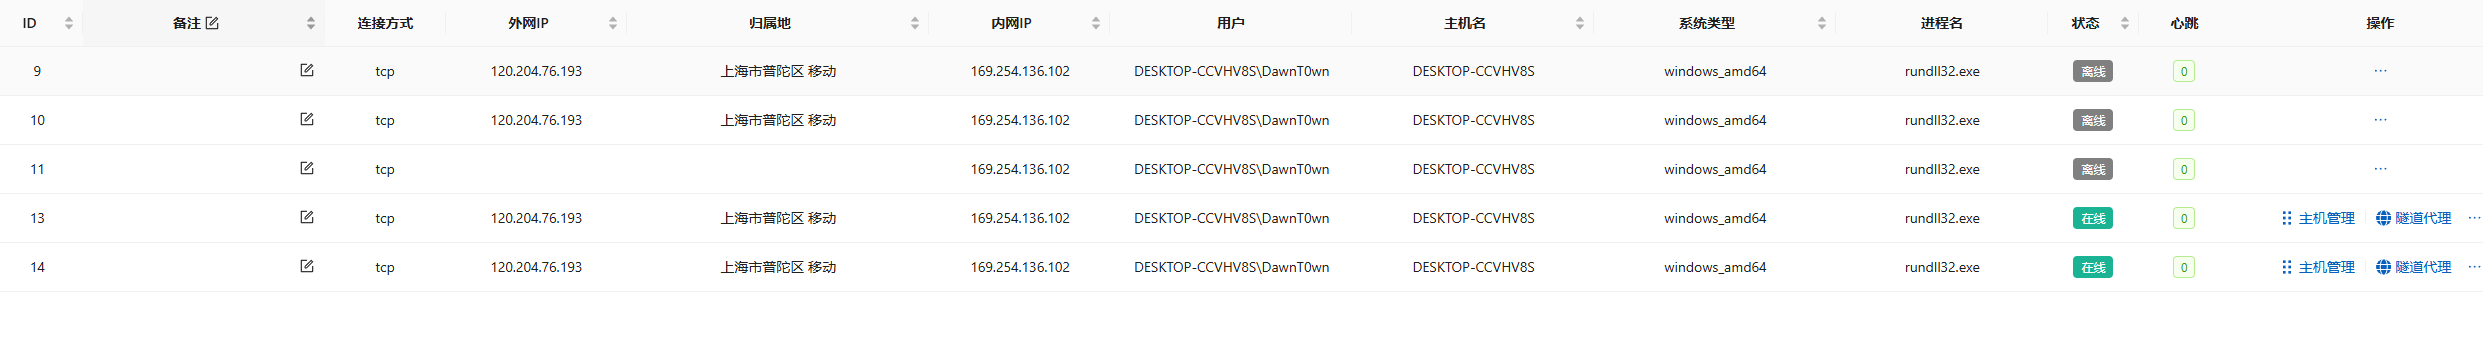 ID 备注 连接方式 外网IP 归属地 内网IP 用户 主机名 系统类型 进程名 状态 心跳 操作
9 tcp 120.204.76.193 上海市普陀区 移动 169.254.136.102 DESKTOP-CCVHV8S\DawnT0wn DESKTOP-CCVHV8S windows_amd64 rundll32.exe 离线 0 ···
10 tcp 120.204.76.193 上海市普陀区 移动 169.254.136.102 DESKTOP-CCVHV8S\DawnT0wn DESKTOP-CCVHV8S windows_amd64 rundll32.exe 离线 0 ···
11 tcp 169.254.136.102 DESKTOP-CCVHV8S\DawnT0wn DESKTOP-CCVHV8S windows_amd64 rundll32.exe 离线 0 ···
13 tcp 120.204.76.193 上海市普陀区 移动 169.254.136.102 DESKTOP-CCVHV8S\DawnT0wn DESKTOP-CCVHV8S windows_amd64 rundll32.exe 在线 0 主机管理 隧道代理 ···
14 tcp 120.204.76.193 上海市普陀区 移动 169.254.136.102 DESKTOP-CCVHV8S\DawnT0wn DESKTOP-CCVHV8S windows_amd64 rundll32.exe 在线 0 主机管理 隧道代理 ···